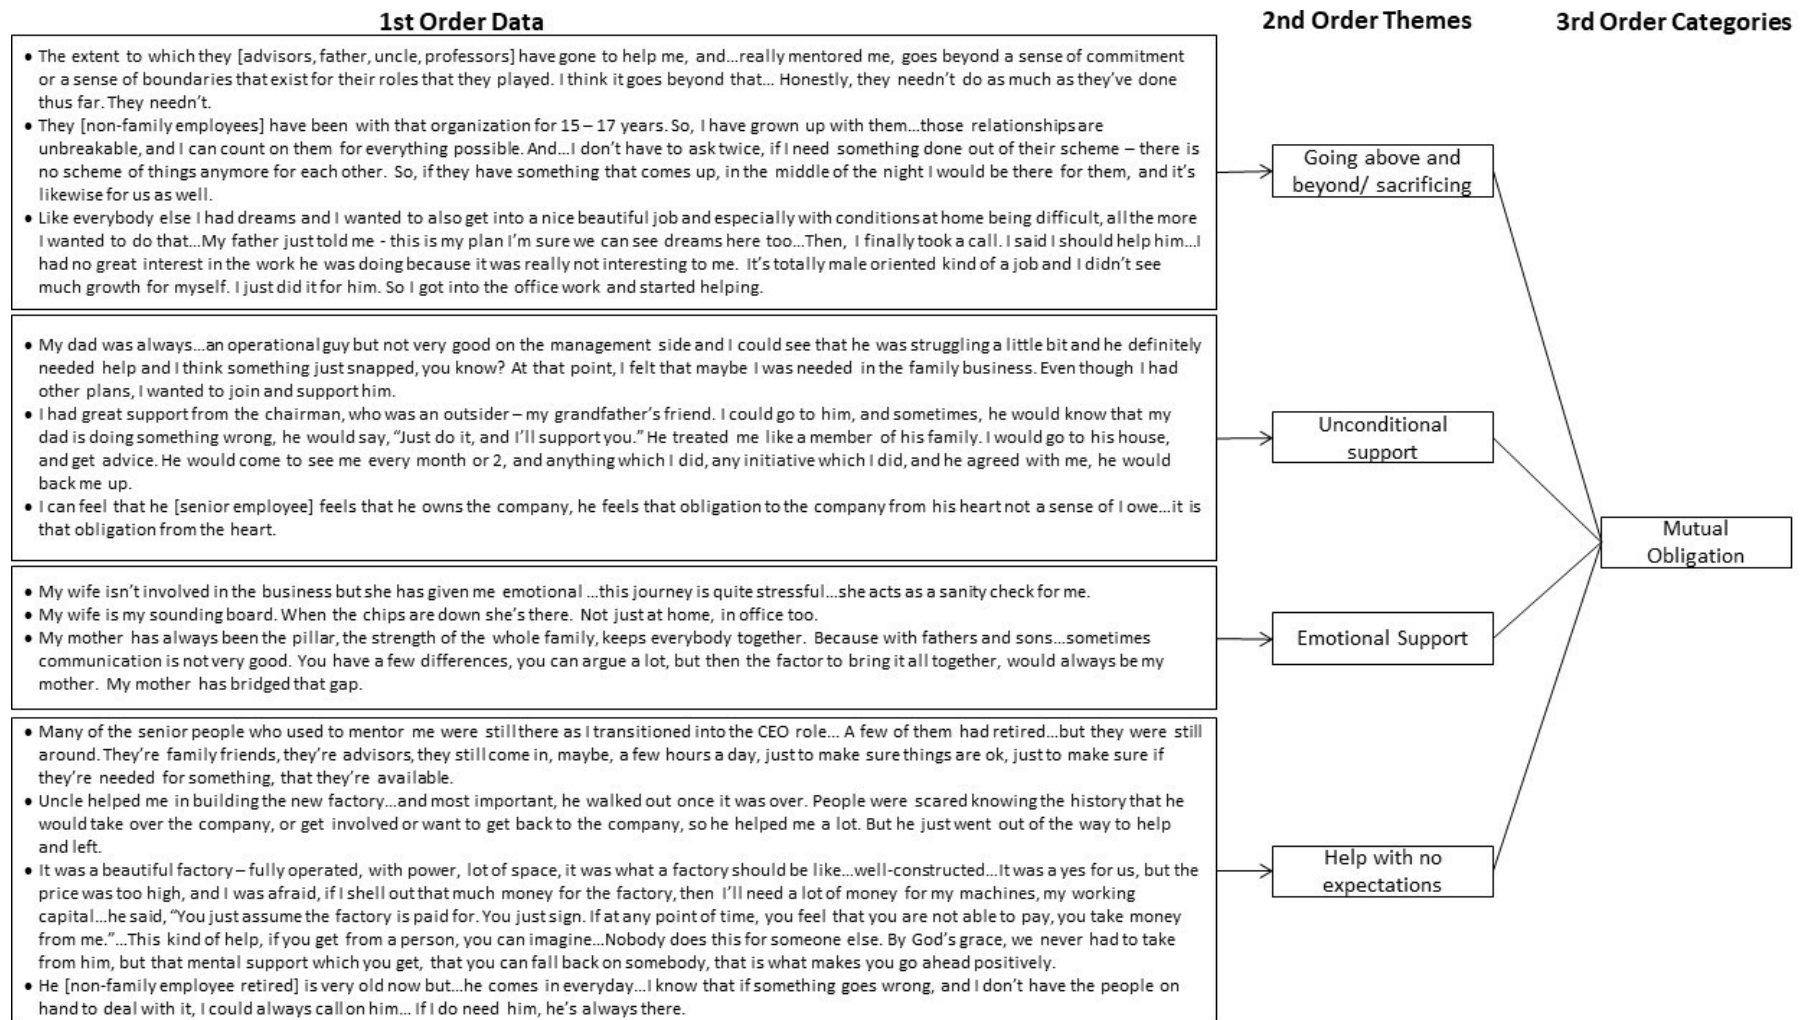 1st Order Data
2nd Order Themes
3rd Order Categories
• The extent to which they [advisors, father, uncle, professors] have gone to help me, and...really mentored me, goes beyond a sense of commitment
or a sense of boundaries that exist for their roles that they played. I think it goes beyond that... Honestly, they needn't do as much as they've done
thus far. They needn't.
• They [non-family employees] have been with that organization for 15 – 17 years. So, I have grown up with them...those relationships are
unbreakable, and I can count on them for everything possible. And...I don't have to ask twice, if I need something done out of their scheme – there is
no scheme of things anymore for each other. So, if they have something that comes up, in the middle of the night I would be there for them, and it's
likewise for us as well.
• Like everybody else I had dreams and I wanted to also get into a nice beautiful job and especially with conditions at home being difficult, all the more
I wanted to do that...My father just told me - this is my plan I'm sure we can see dreams here too...Then, I finally took a call. I said I should help him...I
had no great interest in the work he was doing because it was really not interesting to me. It's totally male oriented kind of a job and I didn't see
much growth for myself. I just did it for him. So I got into the office work and started helping.
Going above and
beyond/ sacrificing
• My dad was always...an operational guy but not very good on the management side and I could see that he was struggling a little bit and he definitely
needed help and I think something just snapped, you know? At that point, I felt that maybe I was needed in the family business. Even though I had
other plans, I wanted to join and support him.
• I had great support from the chairman, who was an outsider – my grandfather's friend. I could go to him, and sometimes, he would know that my
dad is doing something wrong, he would say, "Just do it, and I'll support you." He treated me like a member of his family. I would go to his house,
and get advice. He would come to see me every month or 2, and anything which I did, any initiative which I did, and he agreed with me, he would
back me up.
• I can feel that he [senior employee] feels that he owns the company, he feels that obligation to the company from his heart not a sense of I owe...it is
that obligation from the heart.
Unconditional
support
• My wife isn't involved in the business but she has given me emotional ...this journey is quite stressful...she acts as a sanity check for me.
• My wife is my sounding board. When the chips are down she's there. Not just at home, in office too.
• My mother has always been the pillar, the strength of the whole family, keeps everybody together. Because with fathers and sons...sometimes
communication is not very good. You have a few differences, you can argue a lot, but then the factor to bring it all together, would always be my
mother. My mother has bridged that gap.
Emotional Support
• Many of the senior people who used to mentor me were still there as I transitioned into the CEO role... A few of them had retired...but they were still
around. They're family friends, they're advisors, they still come in, maybe, a few hours a day, just to make sure things are ok, just to make sure if
they're needed for something, that they're available.
• Uncle helped me in building the new factory...and most important, he walked out once it was over. People were scared knowing the history that he
would take over the company, or get involved or want to get back to the company, so he helped me a lot. But he just went out of the way to help
and left.
• It was a beautiful factory – fully operated, with power, lot of space, it was what a factory should be like...well-constructed...It was a yes for us, but the
price was too high, and I was afraid, if I shell out that much money for the factory, then I'll need a lot of money for my machines, my working
capital...he said, "You just assume the factory is paid for. You just sign. If at any point of time, you feel that you are not able to pay, you take money
from me."...This kind of help, if you get from a person, you can imagine...Nobody does this for someone else. By God's grace, we never had to take
from him, but that mental support which you get, that you can fall back on somebody, that is what makes you go ahead positively.
• He [non-family employee retired] is very old now but...he comes in everyday...I know that if something goes wrong, and I don't have the people on
hand to deal with it, I could always call on him... If I do need him, he's always there.
Help with no
expectations
Mutual
Obligation